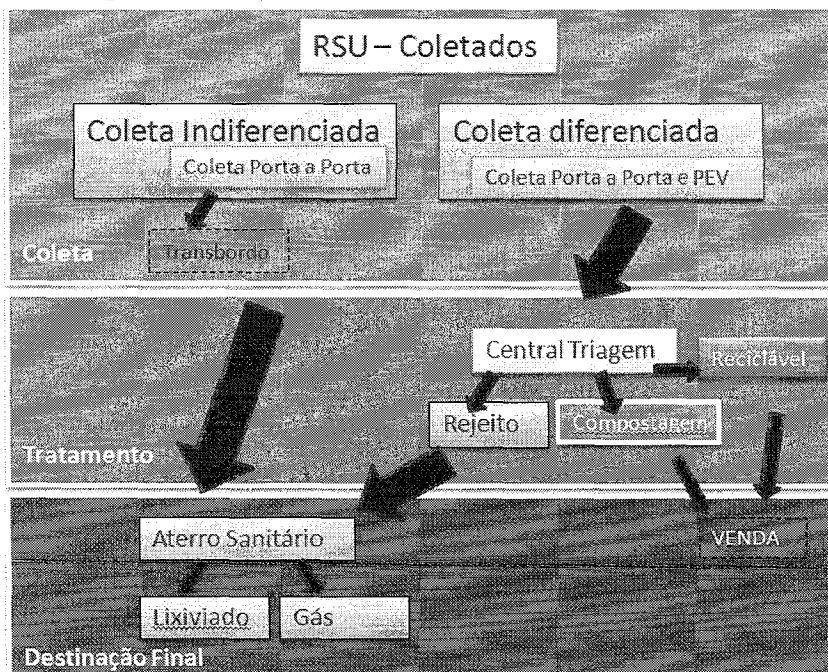 RSU – Coletados
Coleta Indiferenciada
Coleta Porta a Porta
Coleta diferenciada
Coleta Porta a Porta e PEV
Transbordo
Coleta
Central Triagem
Reciclável
Rejeito
Compostagem
Tratamento
Aterro Sanitário
VENDA
Lixiviado
Gás
Destinação Final